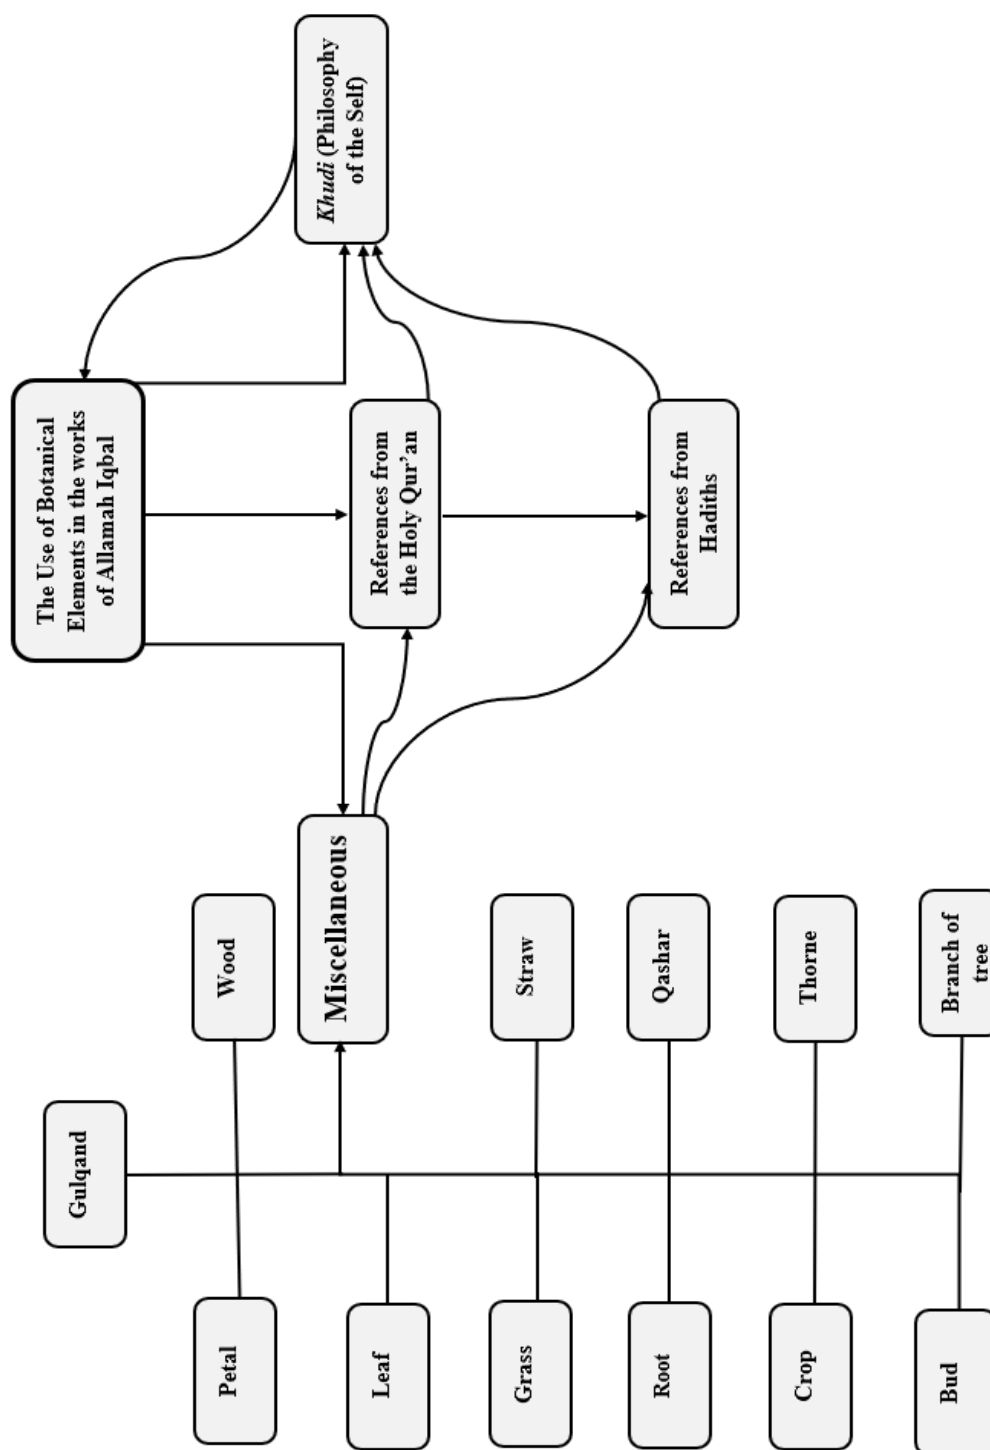 The Use of Botanical
Elements in the works
of Allamah Iqbal
Gulqand
Petal
Wood
Miscellaneous
Khudi (Philosophy
of the Self)
Leaf
References from
the Holy Qur’an
Grass
Straw
Root
Qashar
References from
Hadiths
Crop
Thorne
Bud
Branch of
tree